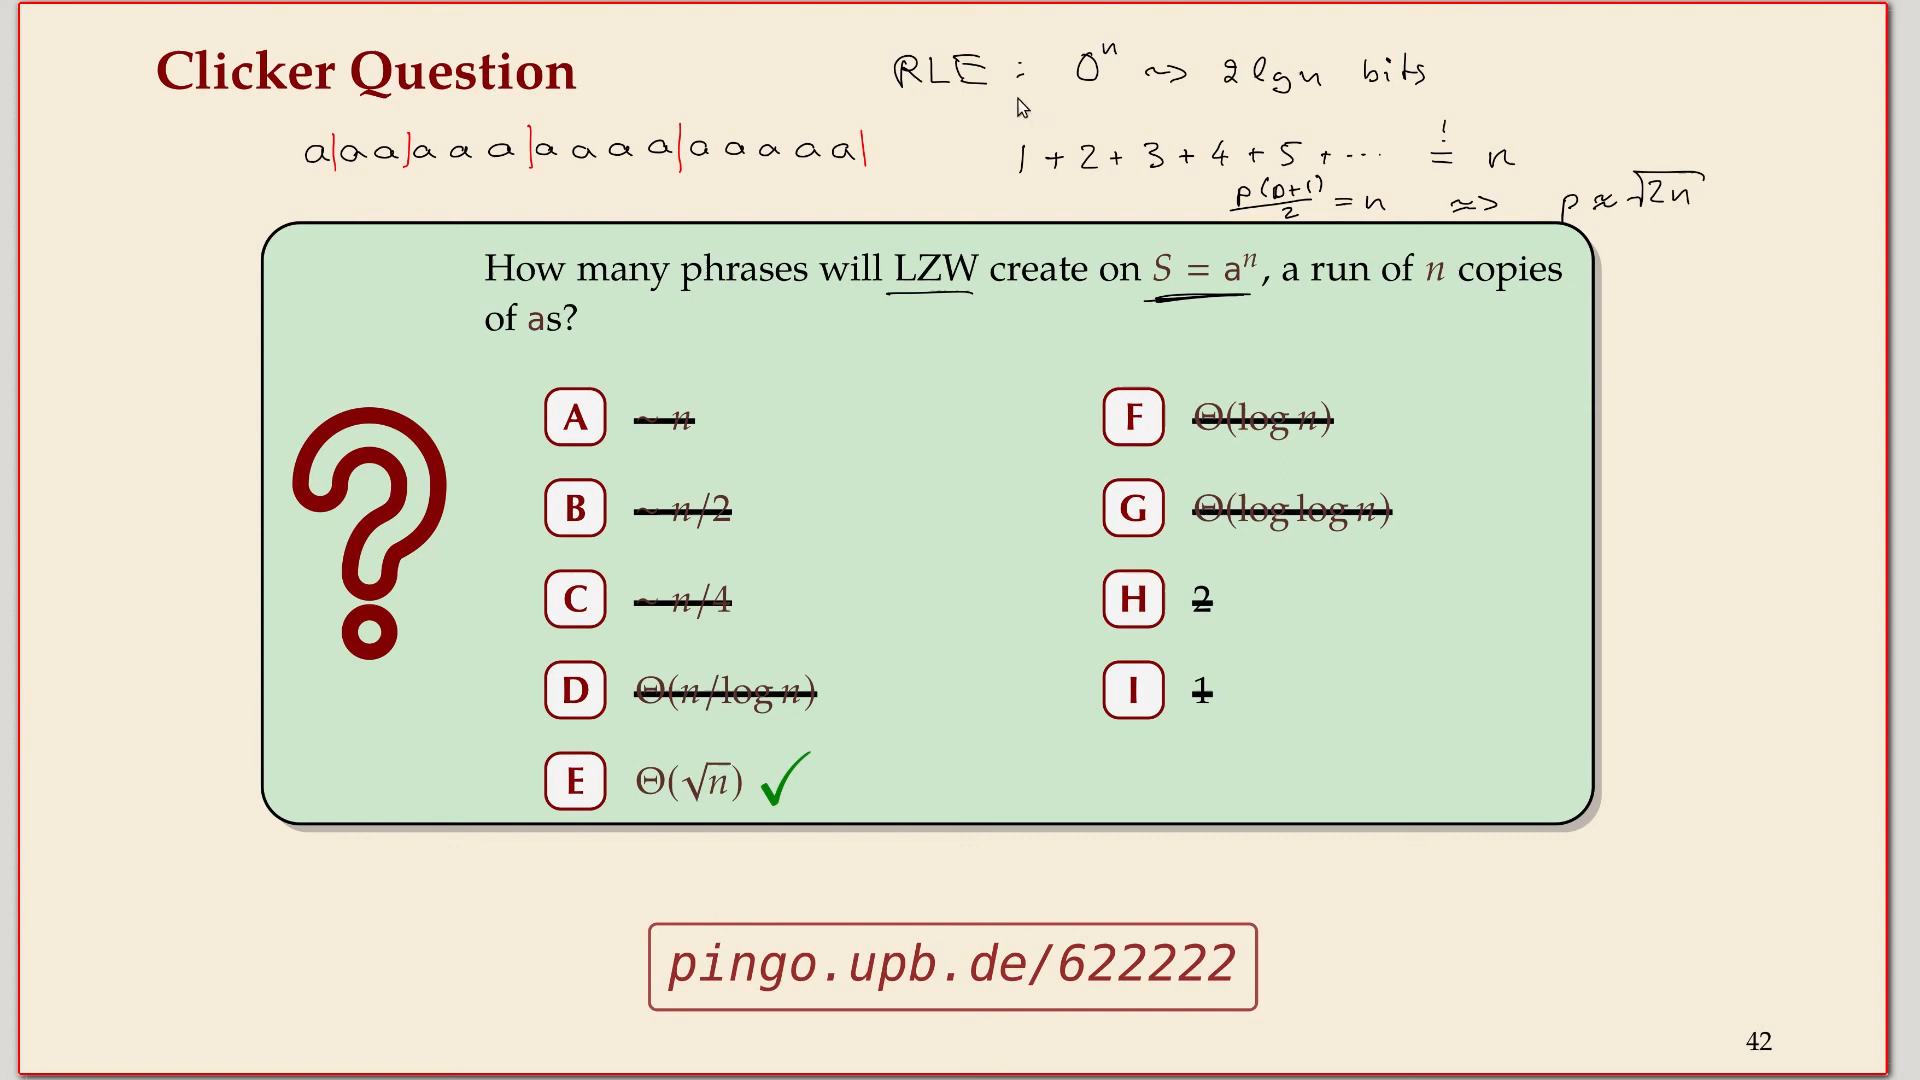 Clicker Question
RLE : 0ⁿ ~> 2 lg n bits
a|aa|aaa|aaaa|aaaaa|
1 + 2 + 3 + 4 + 5 + ··· =! n
p(p+1)/2 = n ≈> p ≈ √2n
How many phrases will LZW create on S = aⁿ, a run of n copies
of as?
A ~ n
B ~ n/2
C ~ n/4
D Θ(n/log n)
E Θ(√n) ✓
F Θ(log n)
G Θ(log log n)
H 2
I 1
pingo.upb.de/622222
42